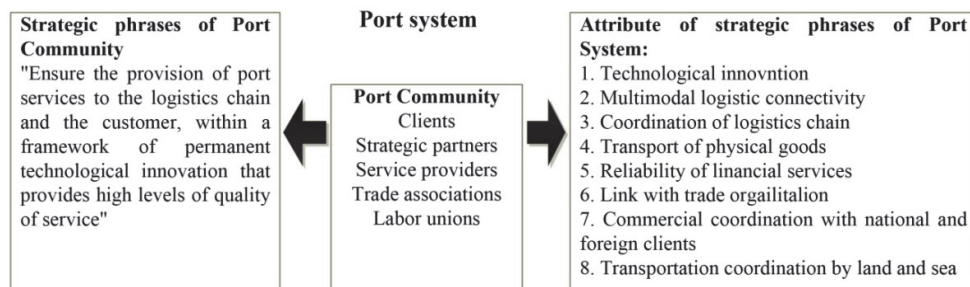 Port system
Strategic phrases of Port
Community
"Ensure the provision of port
services to the logistics chain
and the customer, within a
framework of permanent
technological innovation that
provides high levels of quality
of service"
Port Community
Clients
Strategic partners
Service providers
Trade associations
Labor unions
Attribute of strategic phrases of Port
System:
1. Technological innovntion
2. Multimodal logistic connectivity
3. Coordination of logistics chain
4. Transport of physical goods
5. Reliability of linancial services
6. Link with trade orgailitalion
7. Commercial coordination with national and
foreign clients
8. Transportation coordination by land and sea